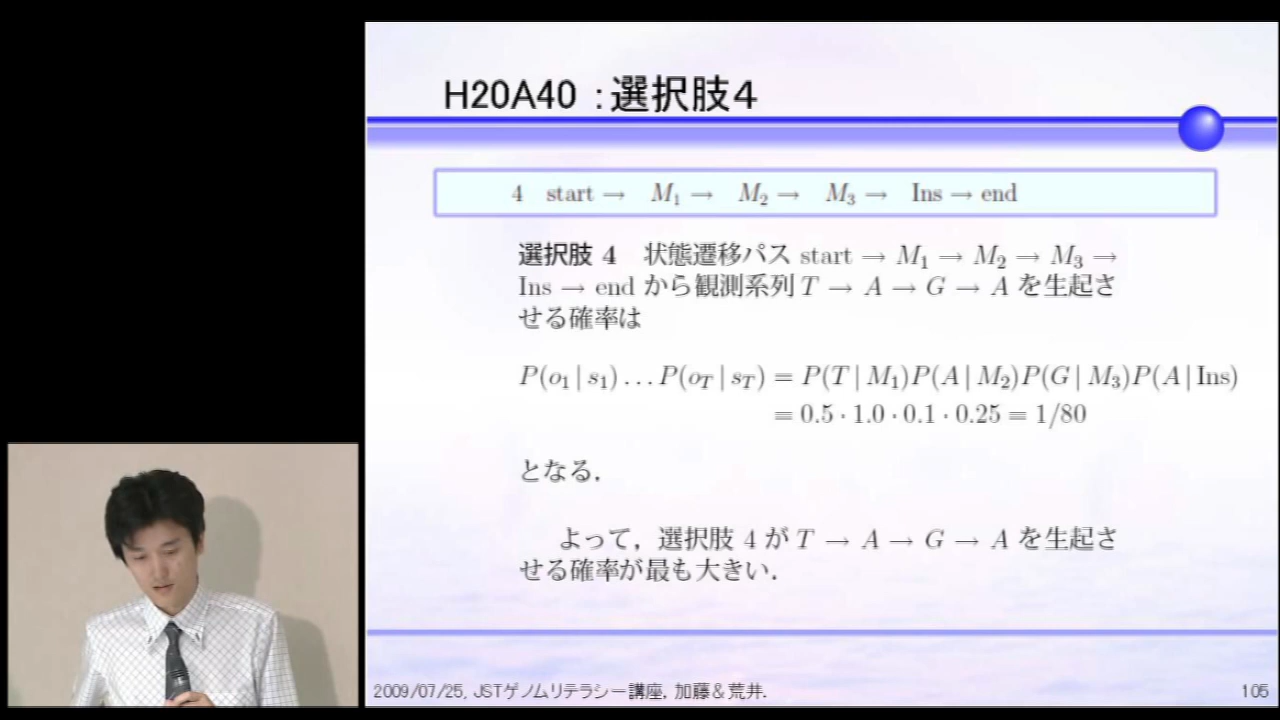 H20A40 :選択肢4
4 start → M₁ → M₂ → M₃ → Ins → end
選択肢 4 状態遷移パス start → M₁ → M₂ → M₃ →
Ins → end から観測系列 T → A → G → A を生起さ
せる確率は
P(o₁ | s₁) … P(o_T | s_T) = P(T | M₁)P(A | M₂)P(G | M₃)P(A | Ins)
= 0.5 · 1.0 · 0.1 · 0.25 = 1/80
となる.
よって, 選択肢 4 が T → A → G → A を生起さ
せる確率が最も大きい.
2009/07/25, JSTゲノムリテラシー講座, 加藤&荒井.
105